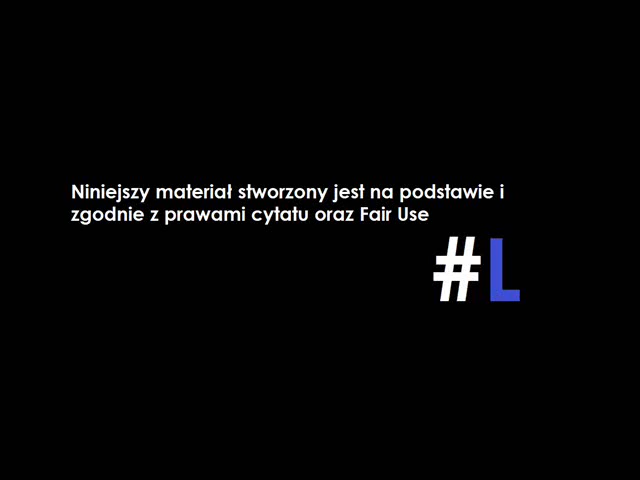 Niniejszy materiał stworzony jest na podstawie i
zgodnie z prawami cytatu oraz Fair Use
#L